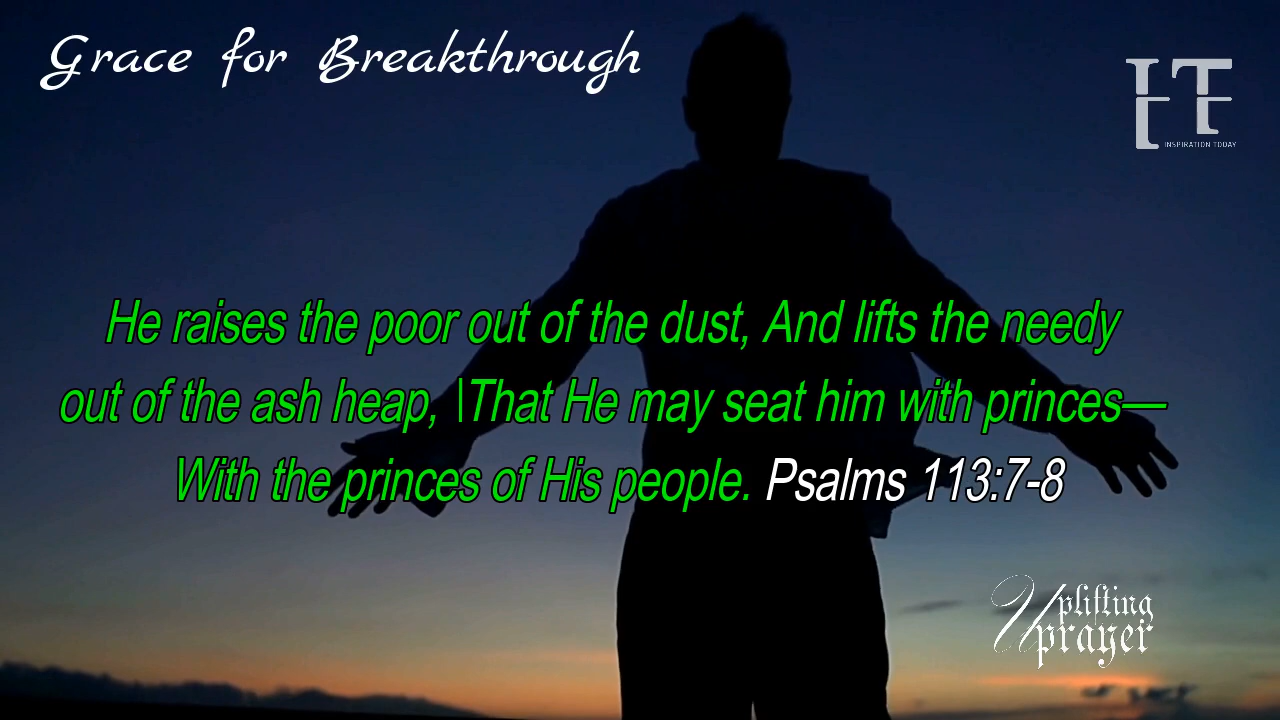 Grace for Breakthrough
INSPIRATION TODAY
He raises the poor out of the dust, And lifts the needy
out of the ash heap, \That He may seat him with princes—
With the princes of His people. Psalms 113:7-8
Uplifting
prayer